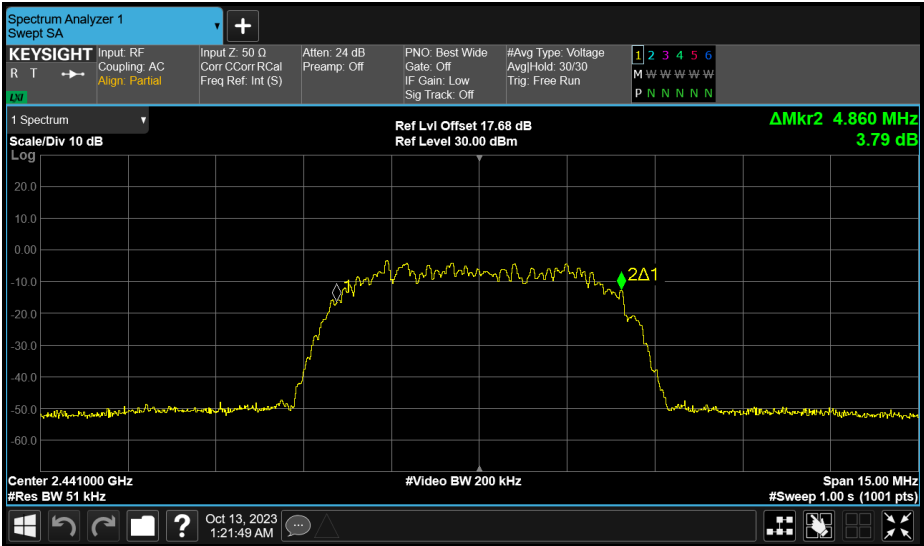 Spectrum Analyzer 1
Swept SA
+
KEYSIGHT
R T
LXI
Input: RF
Coupling: AC
Align: Partial
Input Z: 50 Ω
Corr CCorr RCal
Freq Ref: Int (S)
Atten: 24 dB
Preamp: Off
PNO: Best Wide
Gate: Off
IF Gain: Low
Sig Track: Off
#Avg Type: Voltage
Avg|Hold: 30/30
Trig: Free Run
1 2 3 4 5 6
M W W W W W
P N N N N N
1 Spectrum
Scale/Div 10 dB
Log
Ref Lvl Offset 17.68 dB
Ref Level 30.00 dBm
ΔMkr2 4.860 MHz
3.79 dB
20.0
10.0
0.00
-10.0
-20.0
-30.0
-40.0
-50.0
-60.0
1
2Δ1
Center 2.441000 GHz
#Video BW 200 kHz
Span 15.00 MHz
#Res BW 51 kHz
#Sweep 1.00 s (1001 pts)
?
Oct 13, 2023
1:21:49 AM